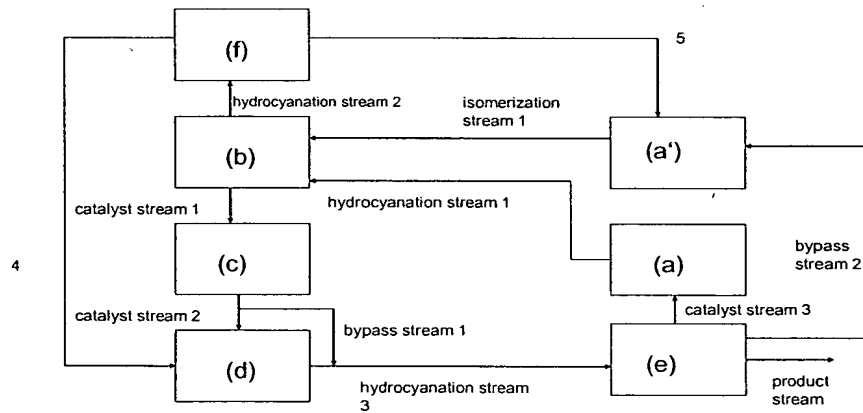 (f)
5
hydrocyanation stream 2
isomerization
stream 1
(b)
(a')
catalyst stream 1
hydrocyanation stream 1
(c)
(a)
bypass
stream 2
4
catalyst stream 2
bypass stream 1
catalyst stream 3
(d)
(e)
hydrocyanation stream
3
product
stream